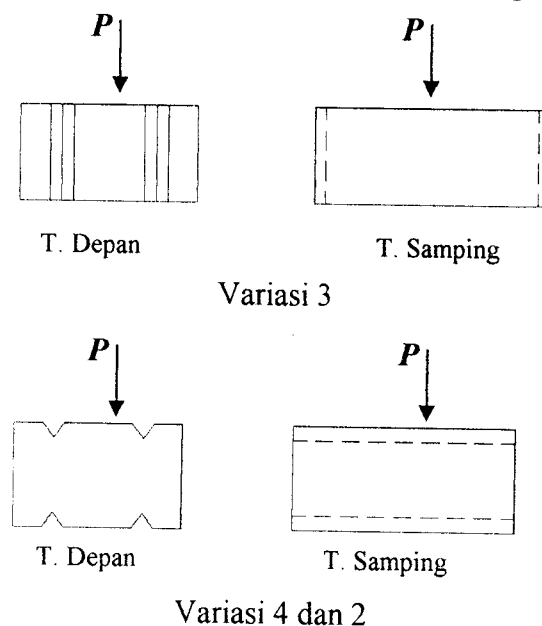 P P
T. Depan T. Samping
Variasi 3
P P
T. Depan T. Samping
Variasi 4 dan 2